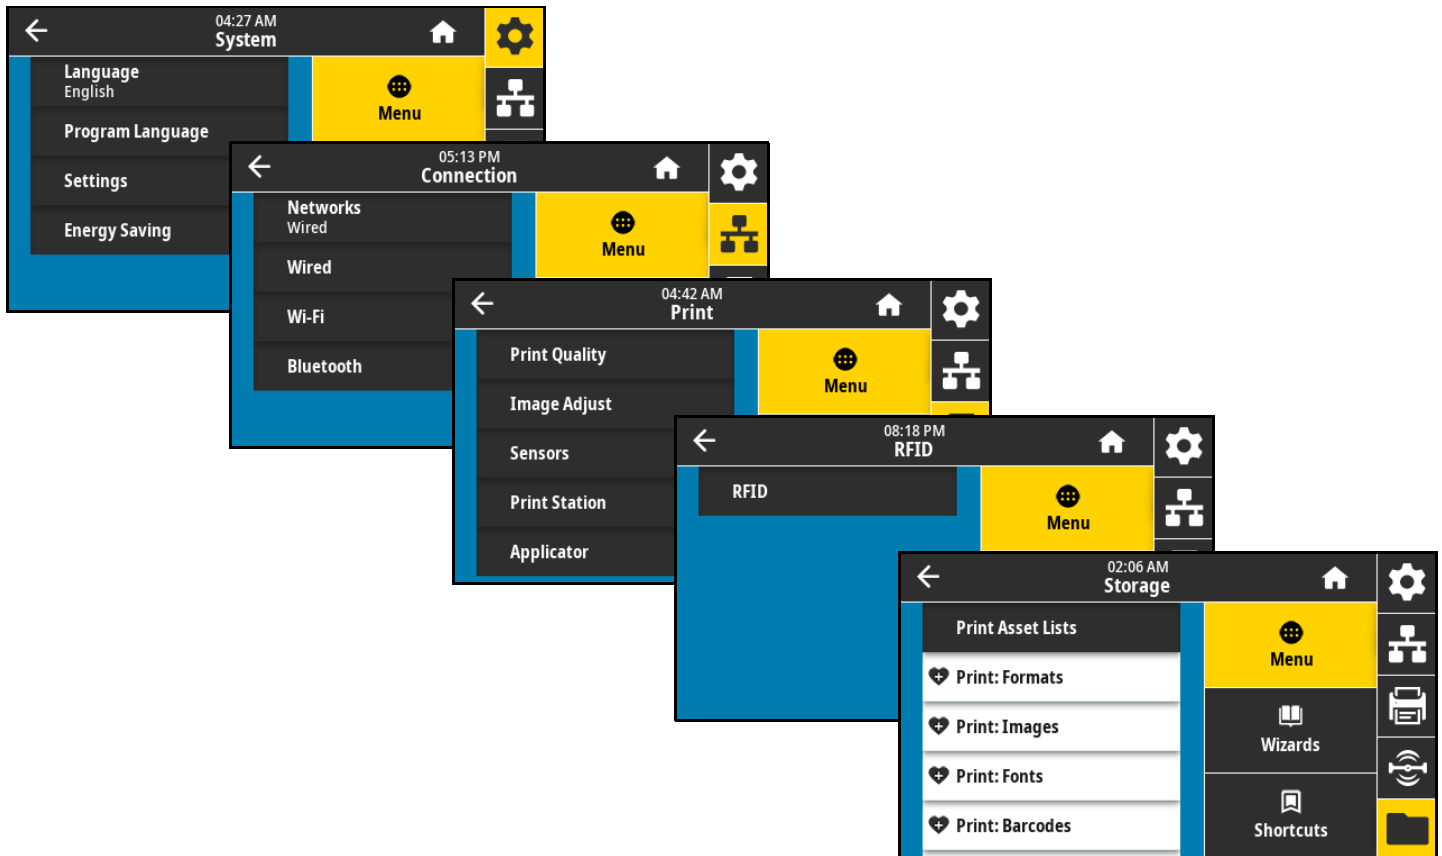 04:27 AM
System
Language
English
Program Language
Settings
Energy Saving
Menu
05:13 PM
Connection
Networks
Wired
Wired
Wi-Fi
Bluetooth
Menu
04:42 AM
Print
Print Quality
Image Adjust
Sensors
Print Station
Applicator
Menu
08:18 PM
RFID
RFID
Menu
02:06 AM
Storage
Print Asset Lists
Print: Formats
Print: Images
Print: Fonts
Print: Barcodes
Menu
Wizards
Shortcuts